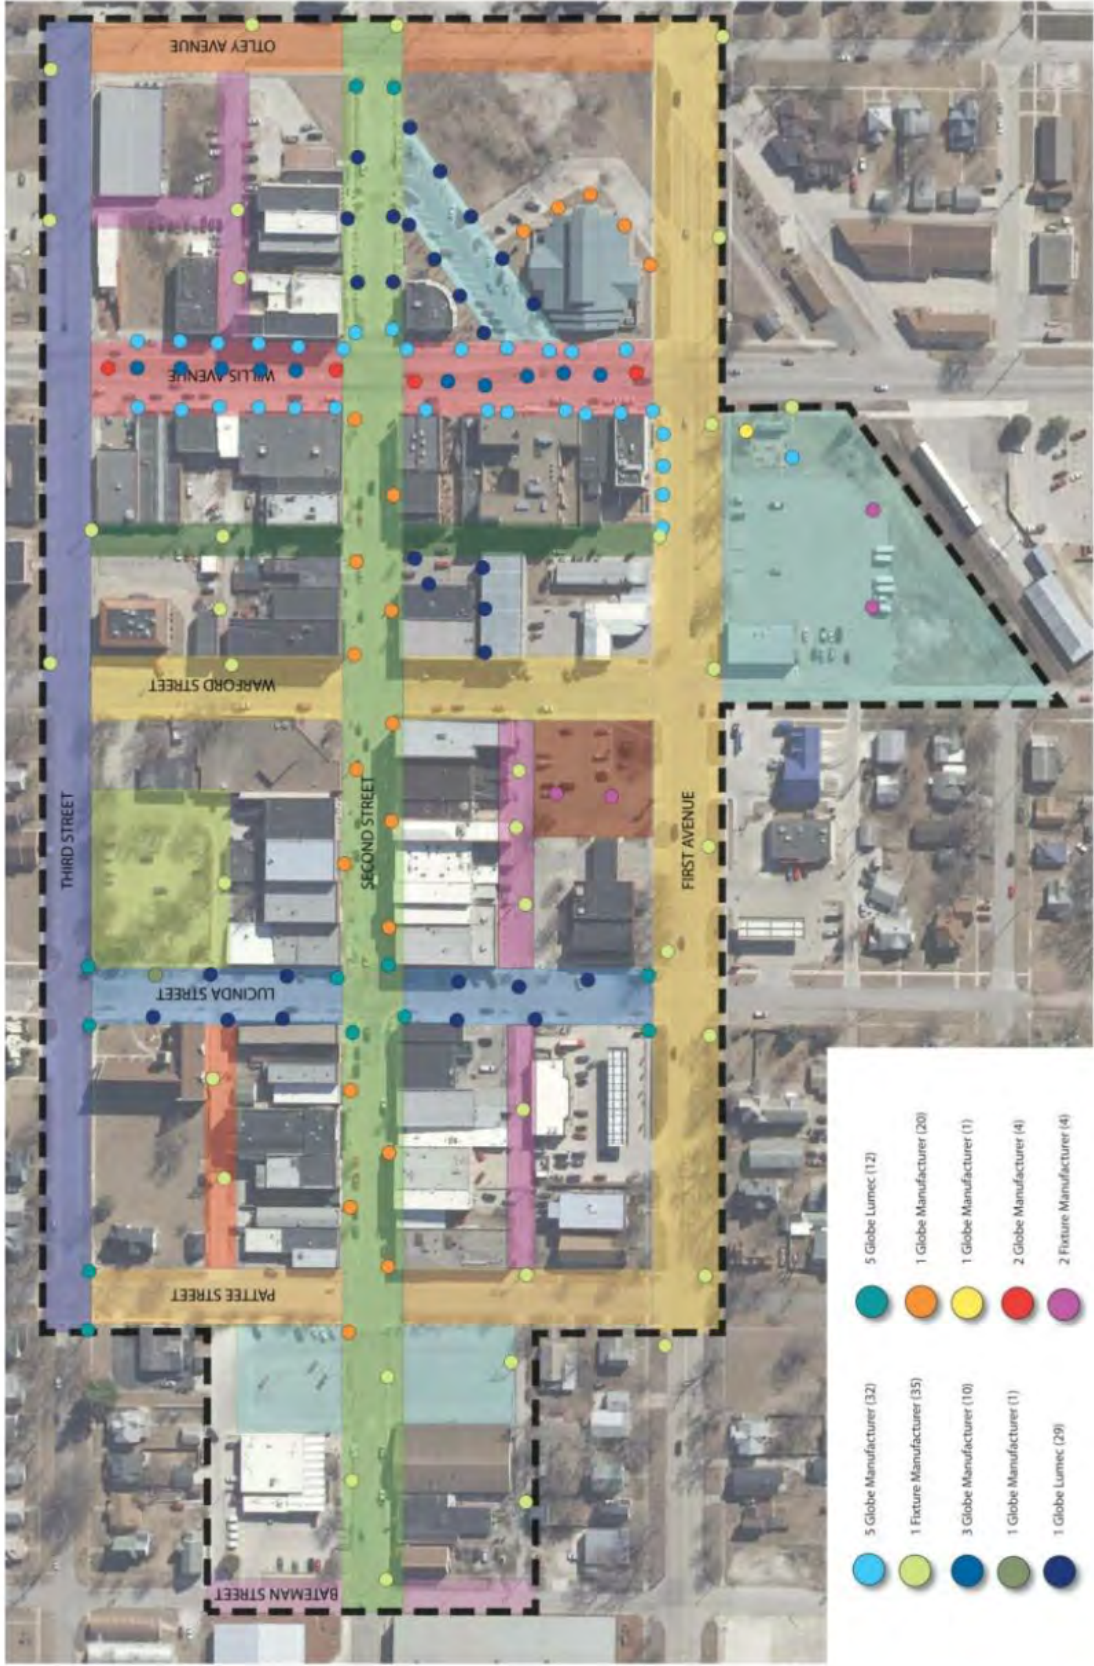 OTLEY AVENUE
WILLIS AVENUE
WARFORD STREET
THIRD STREET
SECOND STREET
FIRST AVENUE
LUCINDA STREET
PATTEE STREET
BATEMAN STREET
5 Globe Manufacturer (32)
1 Fixture Manufacturer (35)
3 Globe Manufacturer (10)
1 Globe Manufacturer (1)
1 Globe Lumec (29)
5 Globe Lumec (12)
1 Globe Manufacturer (20)
1 Globe Manufacturer (1)
2 Globe Manufacturer (4)
2 Fixture Manufacturer (4)